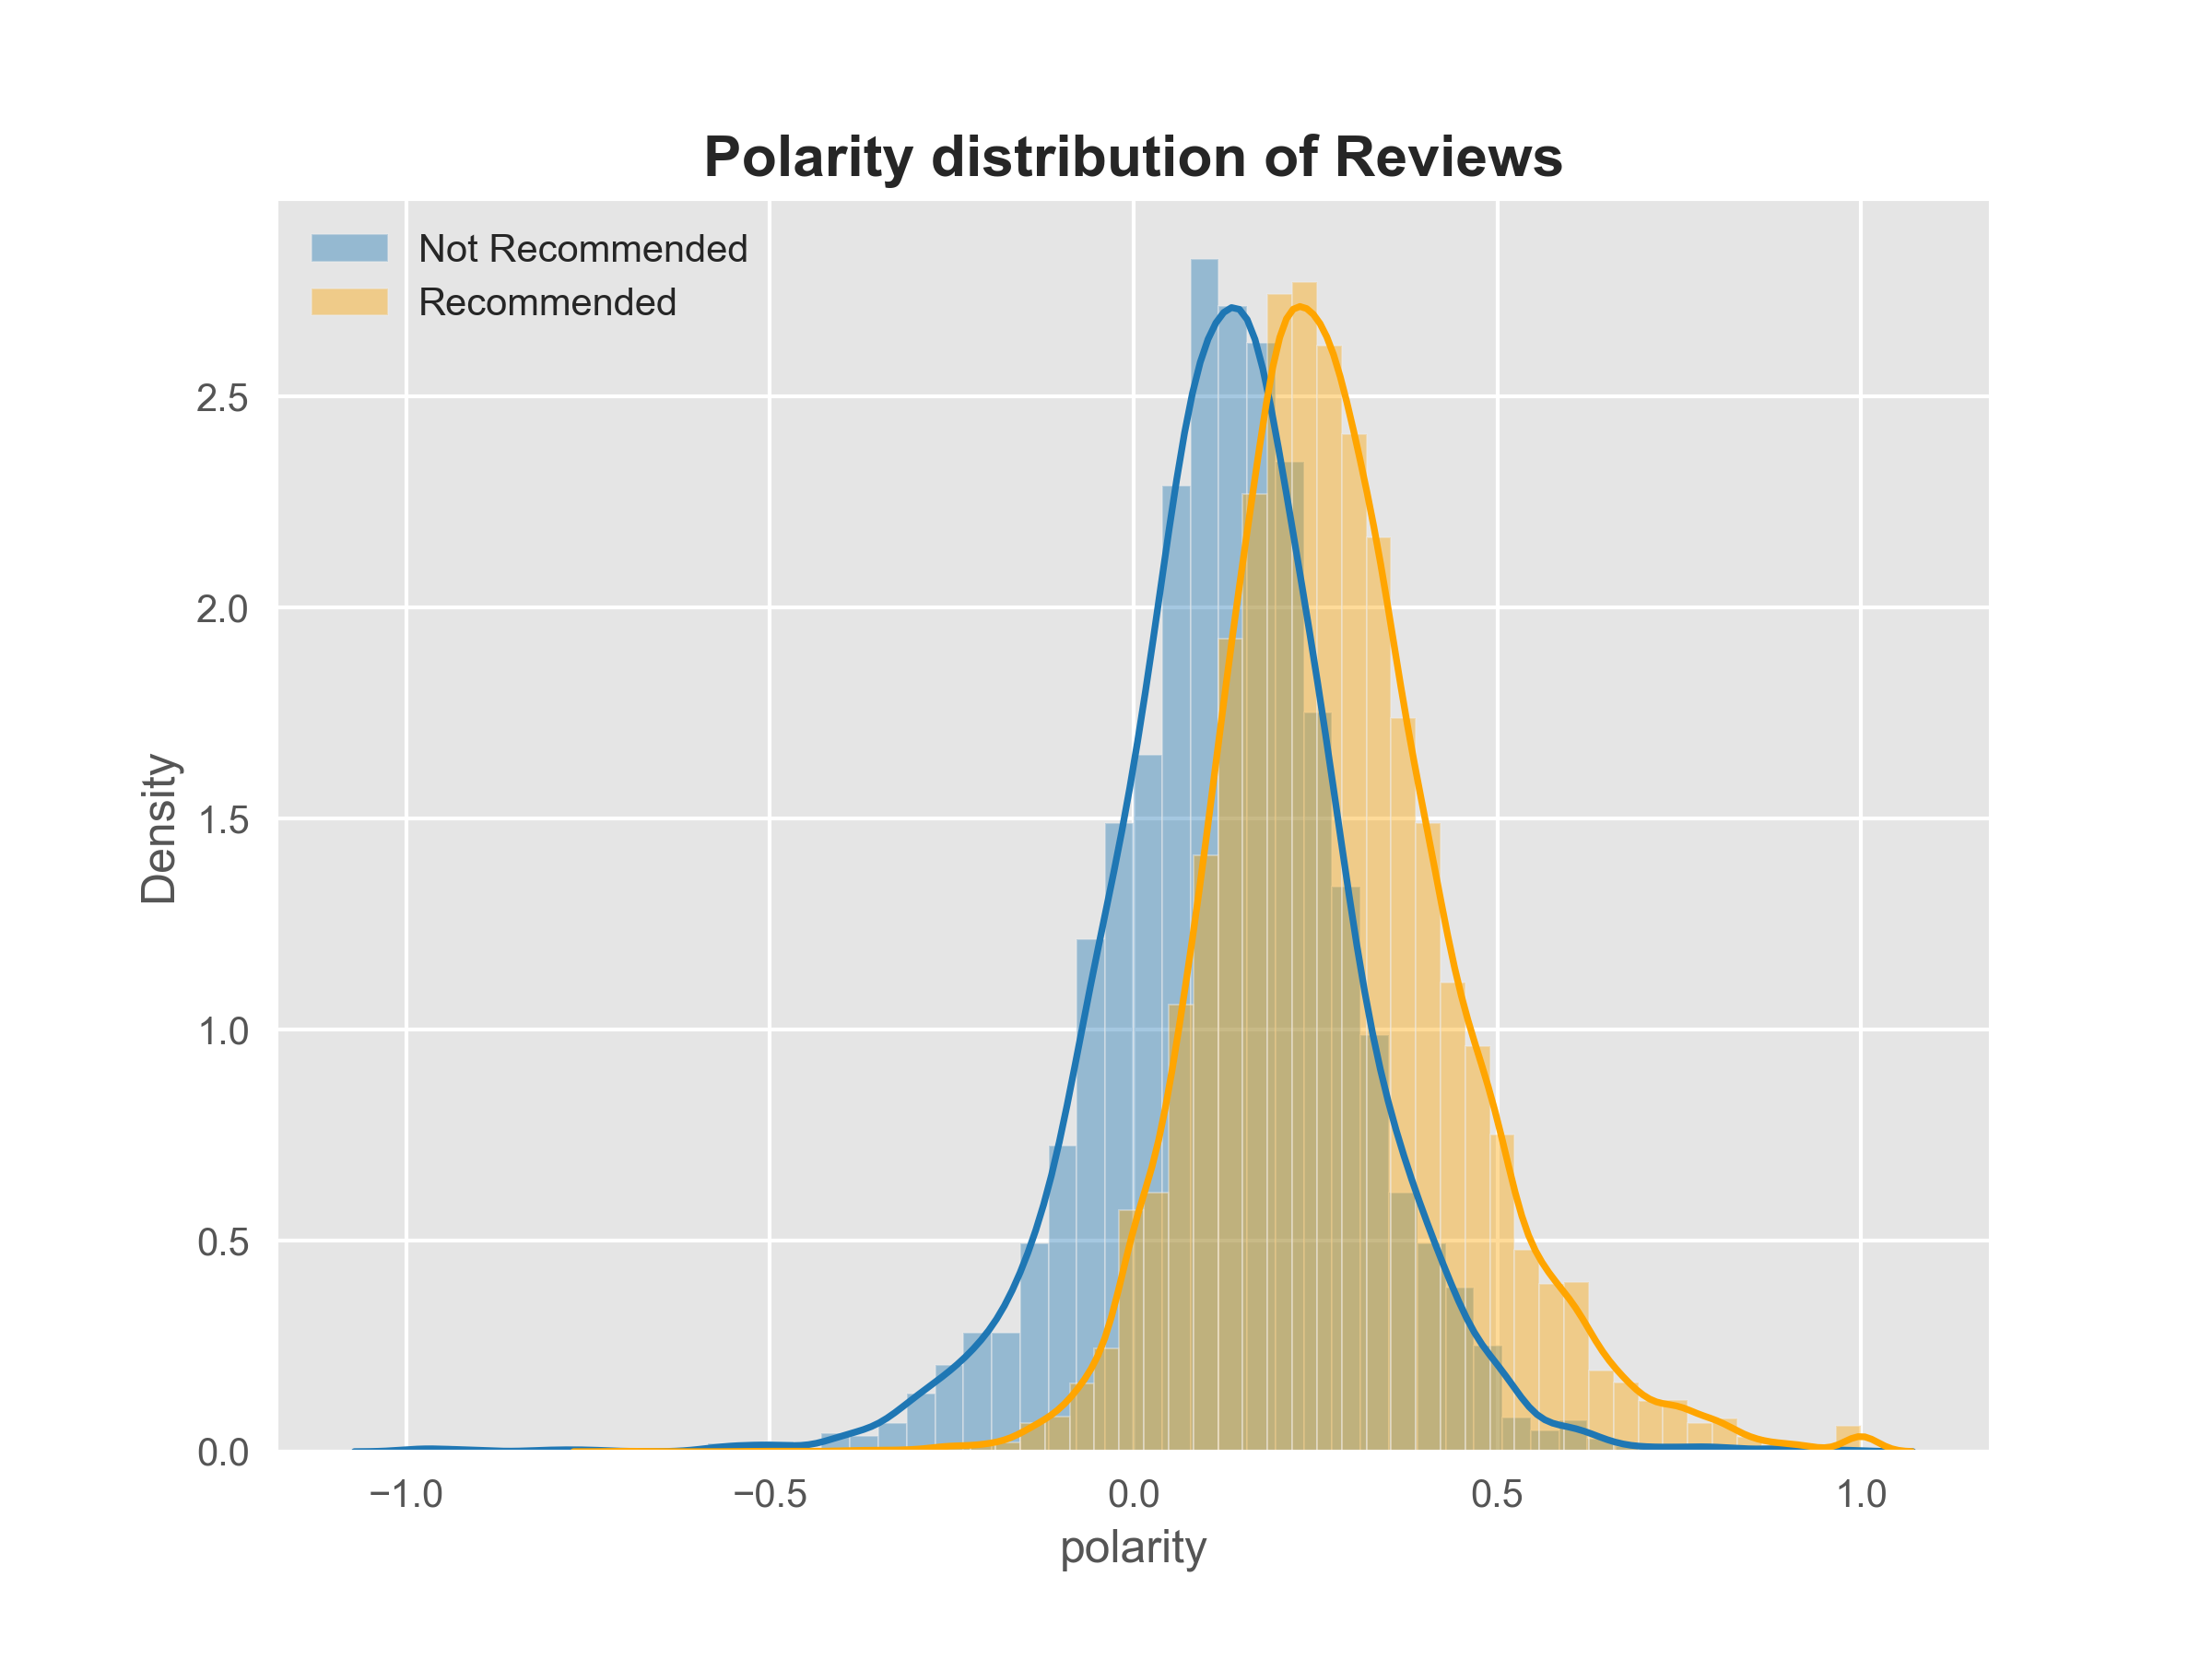 Polarity distribution of Reviews
Not Recommended
Recommended
2.5
2.0
1.5
1.0
0.5
0.0
Density
−1.0 −0.5 0.0 0.5 1.0
polarity